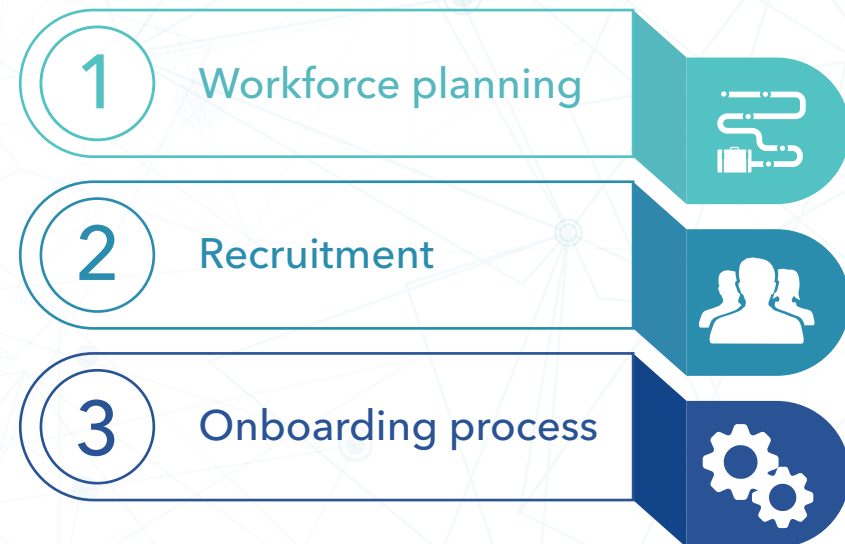 1 Workforce planning
2 Recruitment
3 Onboarding process